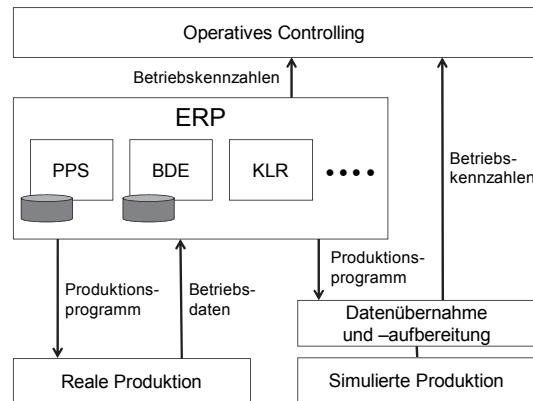 Operatives Controlling
Betriebskennzahlen
ERP
PPS
BDE
KLR
Betriebs-
kennzahlen
Produktions-
programm
Betriebs-
daten
Produktions-
programm
Datenübernahme
und –aufbereitung
Reale Produktion
Simulierte Produktion